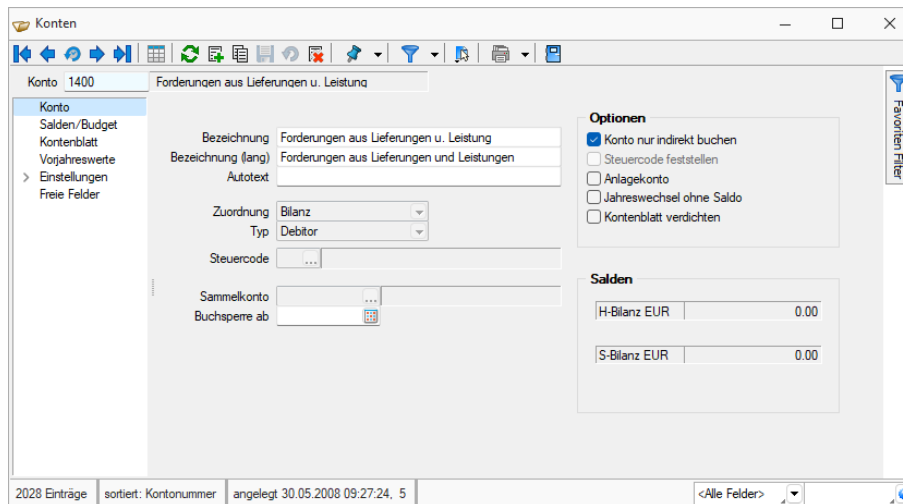 Konten
Konto 1400 Forderungen aus Lieferungen u. Leistung
Konto
Salden/Budget
Kontenblatt
Vorjahreswerte
Einstellungen
Freie Felder
Bezeichnung Forderungen aus Lieferungen u. Leistung
Bezeichnung (lang) Forderungen aus Lieferungen und Leistungen
Autotext
Zuordnung Bilanz
Typ Debitor
Steuercode ...
Sammelkonto ...
Buchsperre ab
Optionen
Konto nur indirekt buchen
Steuercode feststellen
Anlagekonto
Jahreswechsel ohne Saldo
Kontenblatt verdichten
Salden
H-Bilanz EUR 0.00
S-Bilanz EUR 0.00
Favoriten Filter
2028 Einträge sortiert: Kontonummer angelegt 30.05.2008 09:27:24, 5 <Alle Felder>